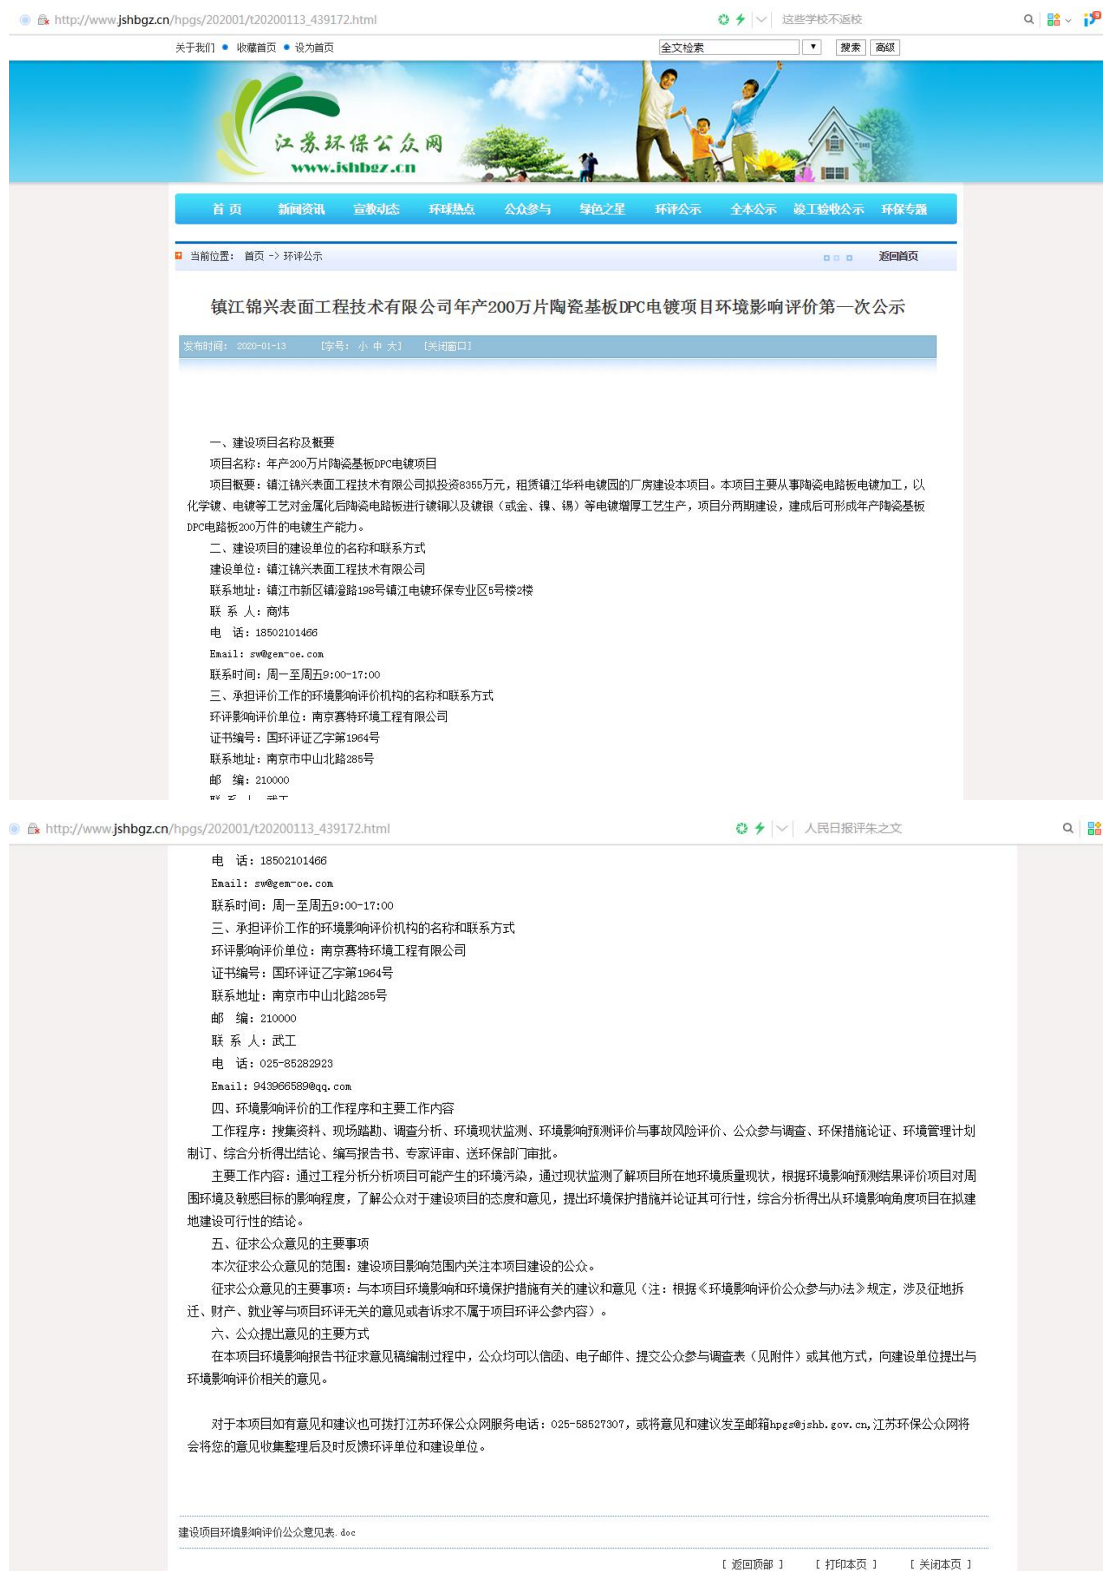 http://www.jshbgz.cn/hpgs/202001/t20200113_439172.html 这些学校不返校
关于我们 ● 收藏首页 ● 设为首页 全文检索 搜索 高级
江苏环保公众网
www.jshbgz.cn
首 页 新闻资讯 宣教动态 环球热点 公众参与 绿色之星 环评公示 全本公示 竣工验收公示 环保专题
当前位置： 首页 -> 环评公示 返回首页
镇江锦兴表面工程技术有限公司年产200万片陶瓷基板DPC电镀项目环境影响评价第一次公示
发布时间： 2020-01-13 [字号： 小 中 大] [关闭窗口]
一、建设项目名称及概要
项目名称：年产200万片陶瓷基板DPC电镀项目
项目概要：镇江锦兴表面工程技术有限公司拟投资8355万元，租赁镇江华科电镀园的厂房建设本项目。本项目主要从事陶瓷电路板电镀加工，以
化学镀、电镀等工艺对金属化后陶瓷电路板进行镀铜以及镀银（或金、镍、锡）等电镀增厚工艺生产，项目分两期建设，建成后可形成年产陶瓷基板
DPC电路板200万件的电镀生产能力。
二、建设项目的建设单位的名称和联系方式
建设单位：镇江锦兴表面工程技术有限公司
联系地址：镇江市新区镇澄路198号镇江电镀环保专业区5号楼2楼
联 系 人：商炜
电 话：18502101466
Email：sw@gem-oe.com
联系时间：周一至周五9:00-17:00
三、承担评价工作的环境影响评价机构的名称和联系方式
环评影响评价单位：南京赛特环境工程有限公司
证书编号：国环评证乙字第1964号
联系地址：南京市中山北路285号
邮 编：210000
联 系 人：武工
http://www.jshbgz.cn/hpgs/202001/t20200113_439172.html 人民日报评朱之文
电 话：18502101466
Email：sw@gem-oe.com
联系时间：周一至周五9:00-17:00
三、承担评价工作的环境影响评价机构的名称和联系方式
环评影响评价单位：南京赛特环境工程有限公司
证书编号：国环评证乙字第1964号
联系地址：南京市中山北路285号
邮 编：210000
联 系 人：武工
电 话：025-85282923
Email：943966589@qq.com
四、环境影响评价的工作程序和主要工作内容
工作程序：搜集资料、现场踏勘、调查分析、环境现状监测、环境影响预测评价与事故风险评价、公众参与调查、环保措施论证、环境管理计划
制订、综合分析得出结论、编写报告书、专家评审、送环保部门审批。
主要工作内容：通过工程分析分析项目可能产生的环境污染，通过现状监测了解项目所在地环境质量现状，根据环境影响预测结果评价项目对周
围环境及敏感目标的影响程度，了解公众对于建设项目的态度和意见，提出环境保护措施并论证其可行性，综合分析得出从环境影响角度项目在拟建
地建设可行性的结论。
五、征求公众意见的主要事项
本次征求公众意见的范围：建设项目影响范围内关注本项目建设的公众。
征求公众意见的主要事项：与本项目环境影响和环境保护措施有关的建议和意见（注：根据《环境影响评价公众参与办法》规定，涉及征地拆
迁、财产、就业等与项目环评无关的意见或者诉求不属于项目环评公参内容）。
六、公众提出意见的主要方式
在本项目环境影响报告书征求意见稿编制过程中，公众均可以信函、电子邮件、提交公众参与调查表（见附件）或其他方式，向建设单位提出与
环境影响评价相关的意见。
对于本项目如有意见和建议也可拨打江苏环保公众网服务电话：025-58527307，或将意见和建议发至邮箱hpgs@jshb.gov.cn,江苏环保公众网将
会将您的意见收集整理后及时反馈环评单位和建设单位。
建设项目环境影响评价公众意见表.doc
[ 返回顶部 ] [ 打印本页 ] [ 关闭本页 ]